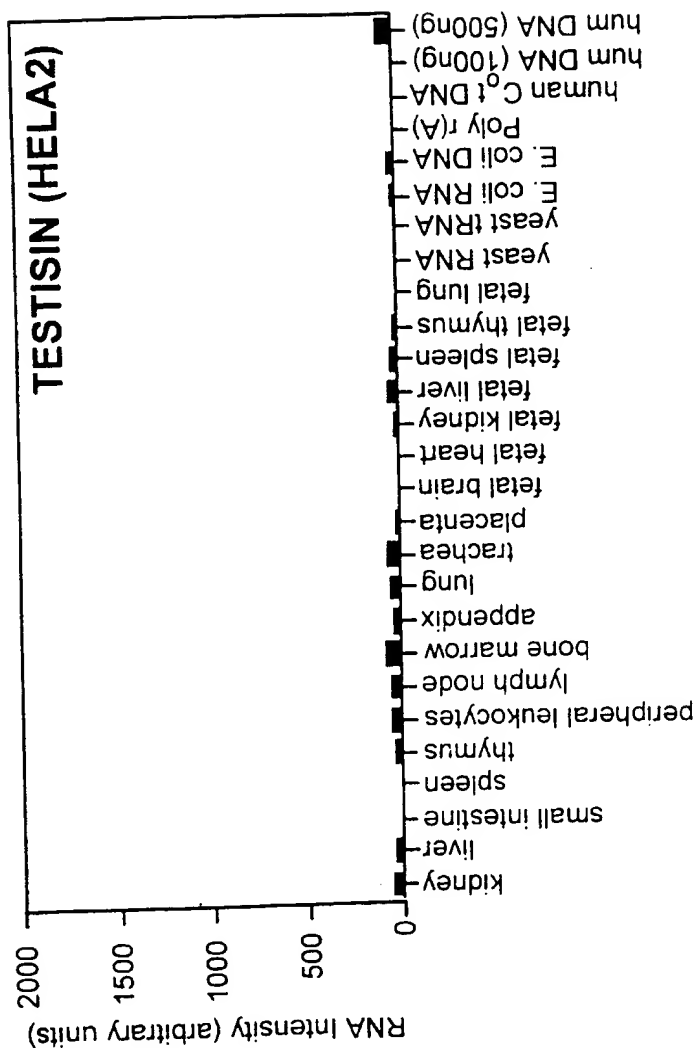 TESTISIN (HELA2)
RNA Intensity (arbitrary units)
2000
1500
1000
500
0
kidney
liver
small intestine
spleen
thymus
peripheral leukocytes
lymph node
bone marrow
appendix
lung
trachea
placenta
fetal brain
fetal heart
fetal kidney
fetal liver
fetal spleen
fetal thymus
fetal lung
yeast RNA
yeast tRNA
E. coli RNA
E. coli DNA
Poly r(A)
human Cot DNA
hum DNA (100ng)
hum DNA (500ng)